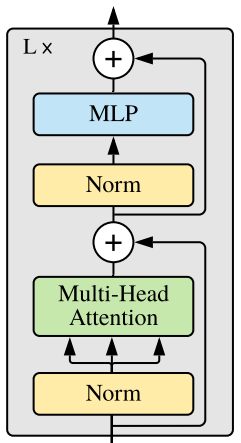 L x
+
MLP
Norm
+
Multi-Head
Attention
Norm